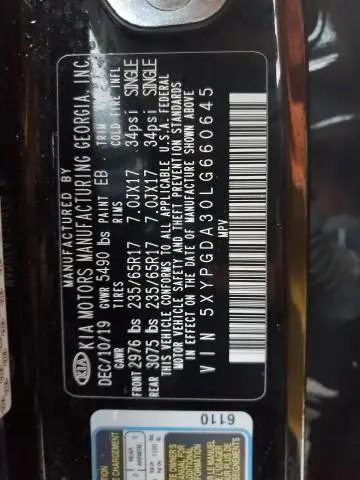 MANUFACTURED BY
KIA KIA MOTORS MANUFACTURING GEORGIA, INC.
DEC/10/19 GVWR 5490 lbs PAINT EB TRIM
GAWR TIRES RIMS COLD TIRE INFL
FRONT 2976 lbs 235/65R17 7.0JX17 34psi SINGLE
REAR 3075 lbs 235/65R17 7.0JX17 34psi SINGLE
THIS VEHICLE CONFORMS TO ALL APPLICABLE U.S.A. FEDERAL
MOTOR VEHICLE SAFETY AND THEFT PREVENTION STANDARDS
IN EFFECT ON THE DATE OF MANUFACTURE SHOWN ABOVE
VIN 5XYPGDA30LG660645
MPV
6110
REAR